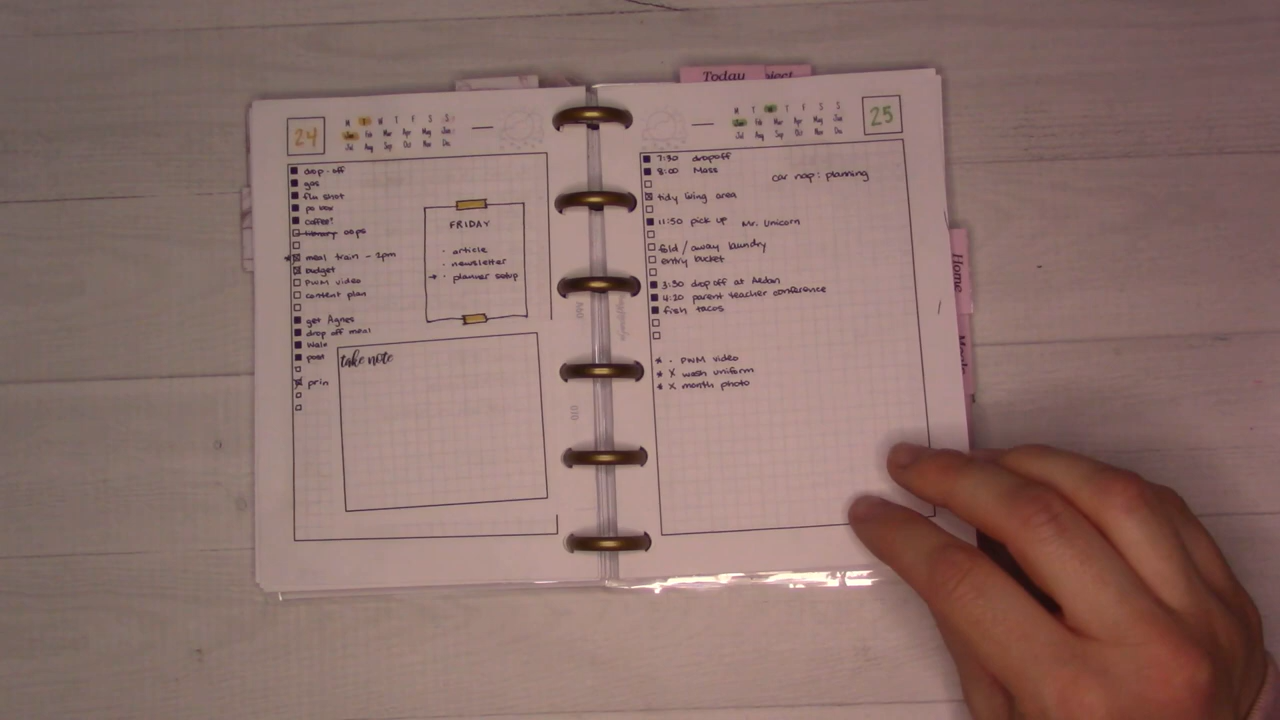 Today
24
M T W T F S S
Jan Feb Mar Apr May Jun
Jul Aug Sep Oct Nov Dec
drop-off
gas
flu shot
po box
coffee!
library oops
meal train - 2pm
budget
PWM video
content plan
get Agnes
drop off meal
Walk
post
prin
FRIDAY
· article
· newsletter
→ · planner setup
take note
M T W T F S S
Jan Feb Mar Apr May Jun
Jul Aug Sep Oct Nov Dec
25
7:30 dropoff
8:00 Mass
car nap: planning
tidy living area
11:50 pick up Mr. Unicorn
fold / away laundry
entry bucket
3:30 drop off at Aidan
4:20 parent teacher conference
fish tacos
* · PWM video
* X wash uniform
* X month photo
Home